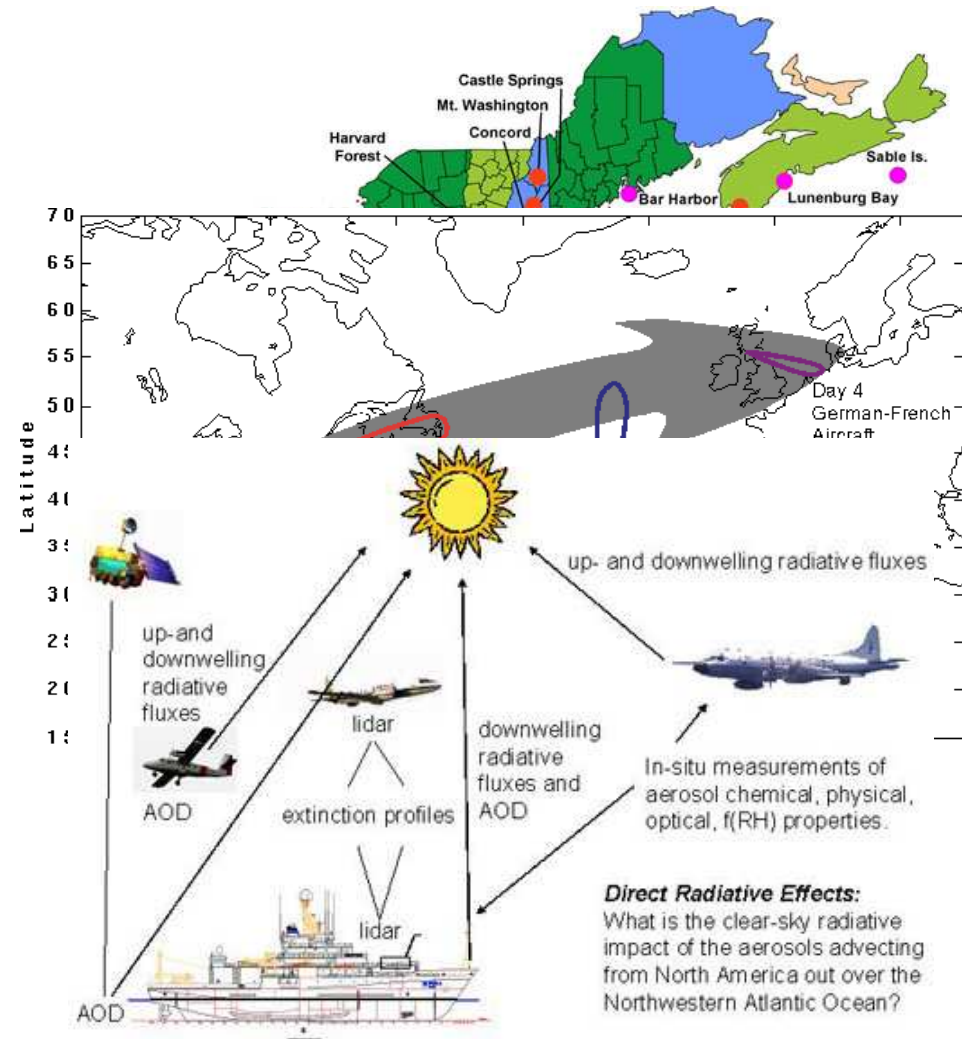 Castle Springs
Mt. Washington
Concord
Harvard
Forest
Sable Is.
Bar Harbor
Lunenburg Bay
70
65
60
55
50
Latitude
Day 4
German-French
Aircraft
up- and downwelling radiative fluxes
up-and
downwelling
radiative
fluxes
lidar
AOD
extinction profiles
downwelling
radiative
fluxes and
AOD
In-situ measurements of
aerosol chemical, physical,
optical, f(RH) properties.
lidar
AOD
Direct Radiative Effects:
What is the clear-sky radiative
impact of the aerosols advecting
from North America out over the
Northwestern Atlantic Ocean?